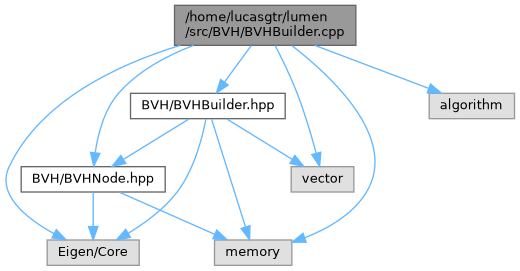 /home/lucasgtr/lumen
/src/BVH/BVHBuilder.cpp
BVH/BVHBuilder.hpp
algorithm
BVH/BVHNode.hpp
vector
Eigen/Core
memory